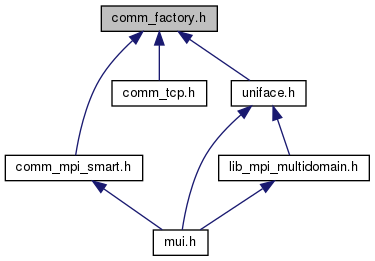 comm_factory.h
comm_tcp.h
uniface.h
comm_mpi_smart.h
lib_mpi_multidomain.h
mui.h